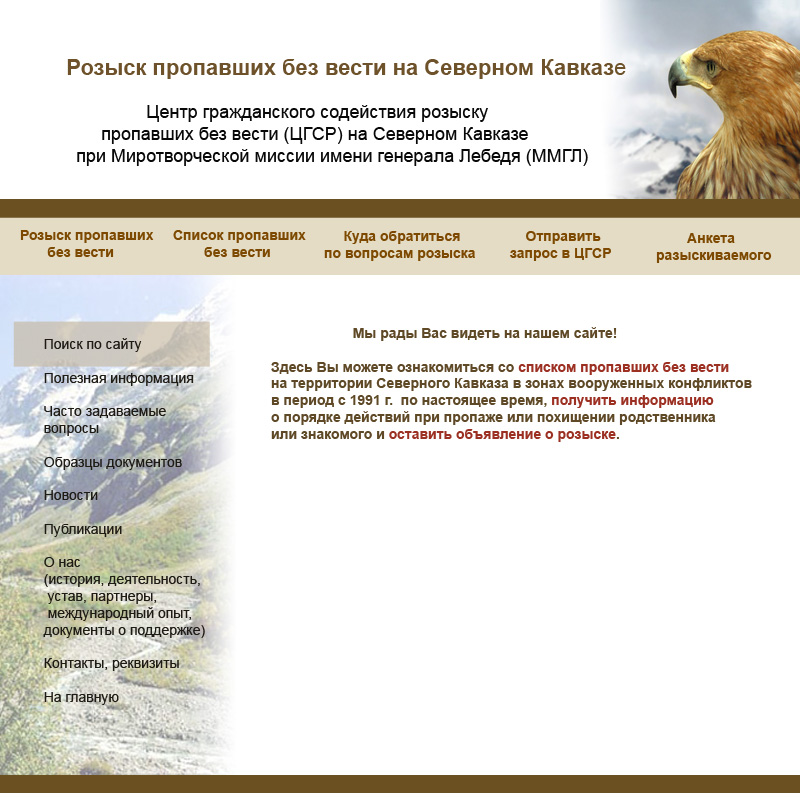 Розыск пропавших без вести на Северном Кавказе
Центр гражданского содействия розыску
пропавших без вести (ЦГСР) на Северном Кавказе
при Миротворческой миссии имени генерала Лебедя (ММГЛ)
Розыск пропавших
без вести
Список пропавших
без вести
Куда обратиться
по вопросам розыска
Отправить
запрос в ЦГСР
Анкета
разыскиваемого
Поиск по сайту
Полезная информация
Часто задаваемые
вопросы
Образцы документов
Новости
Публикации
О нас
(история, деятельность,
устав, партнеры,
международный опыт,
документы о поддержке)
Контакты, реквизиты
На главную
Мы рады Вас видеть на нашем сайте!
Здесь Вы можете ознакомиться со списком пропавших без вести
на территории Северного Кавказа в зонах вооруженных конфликтов
в период с 1991 г. по настоящее время, получить информацию
о порядке действий при пропаже или похищении родственника
или знакомого и оставить объявление о розыске.